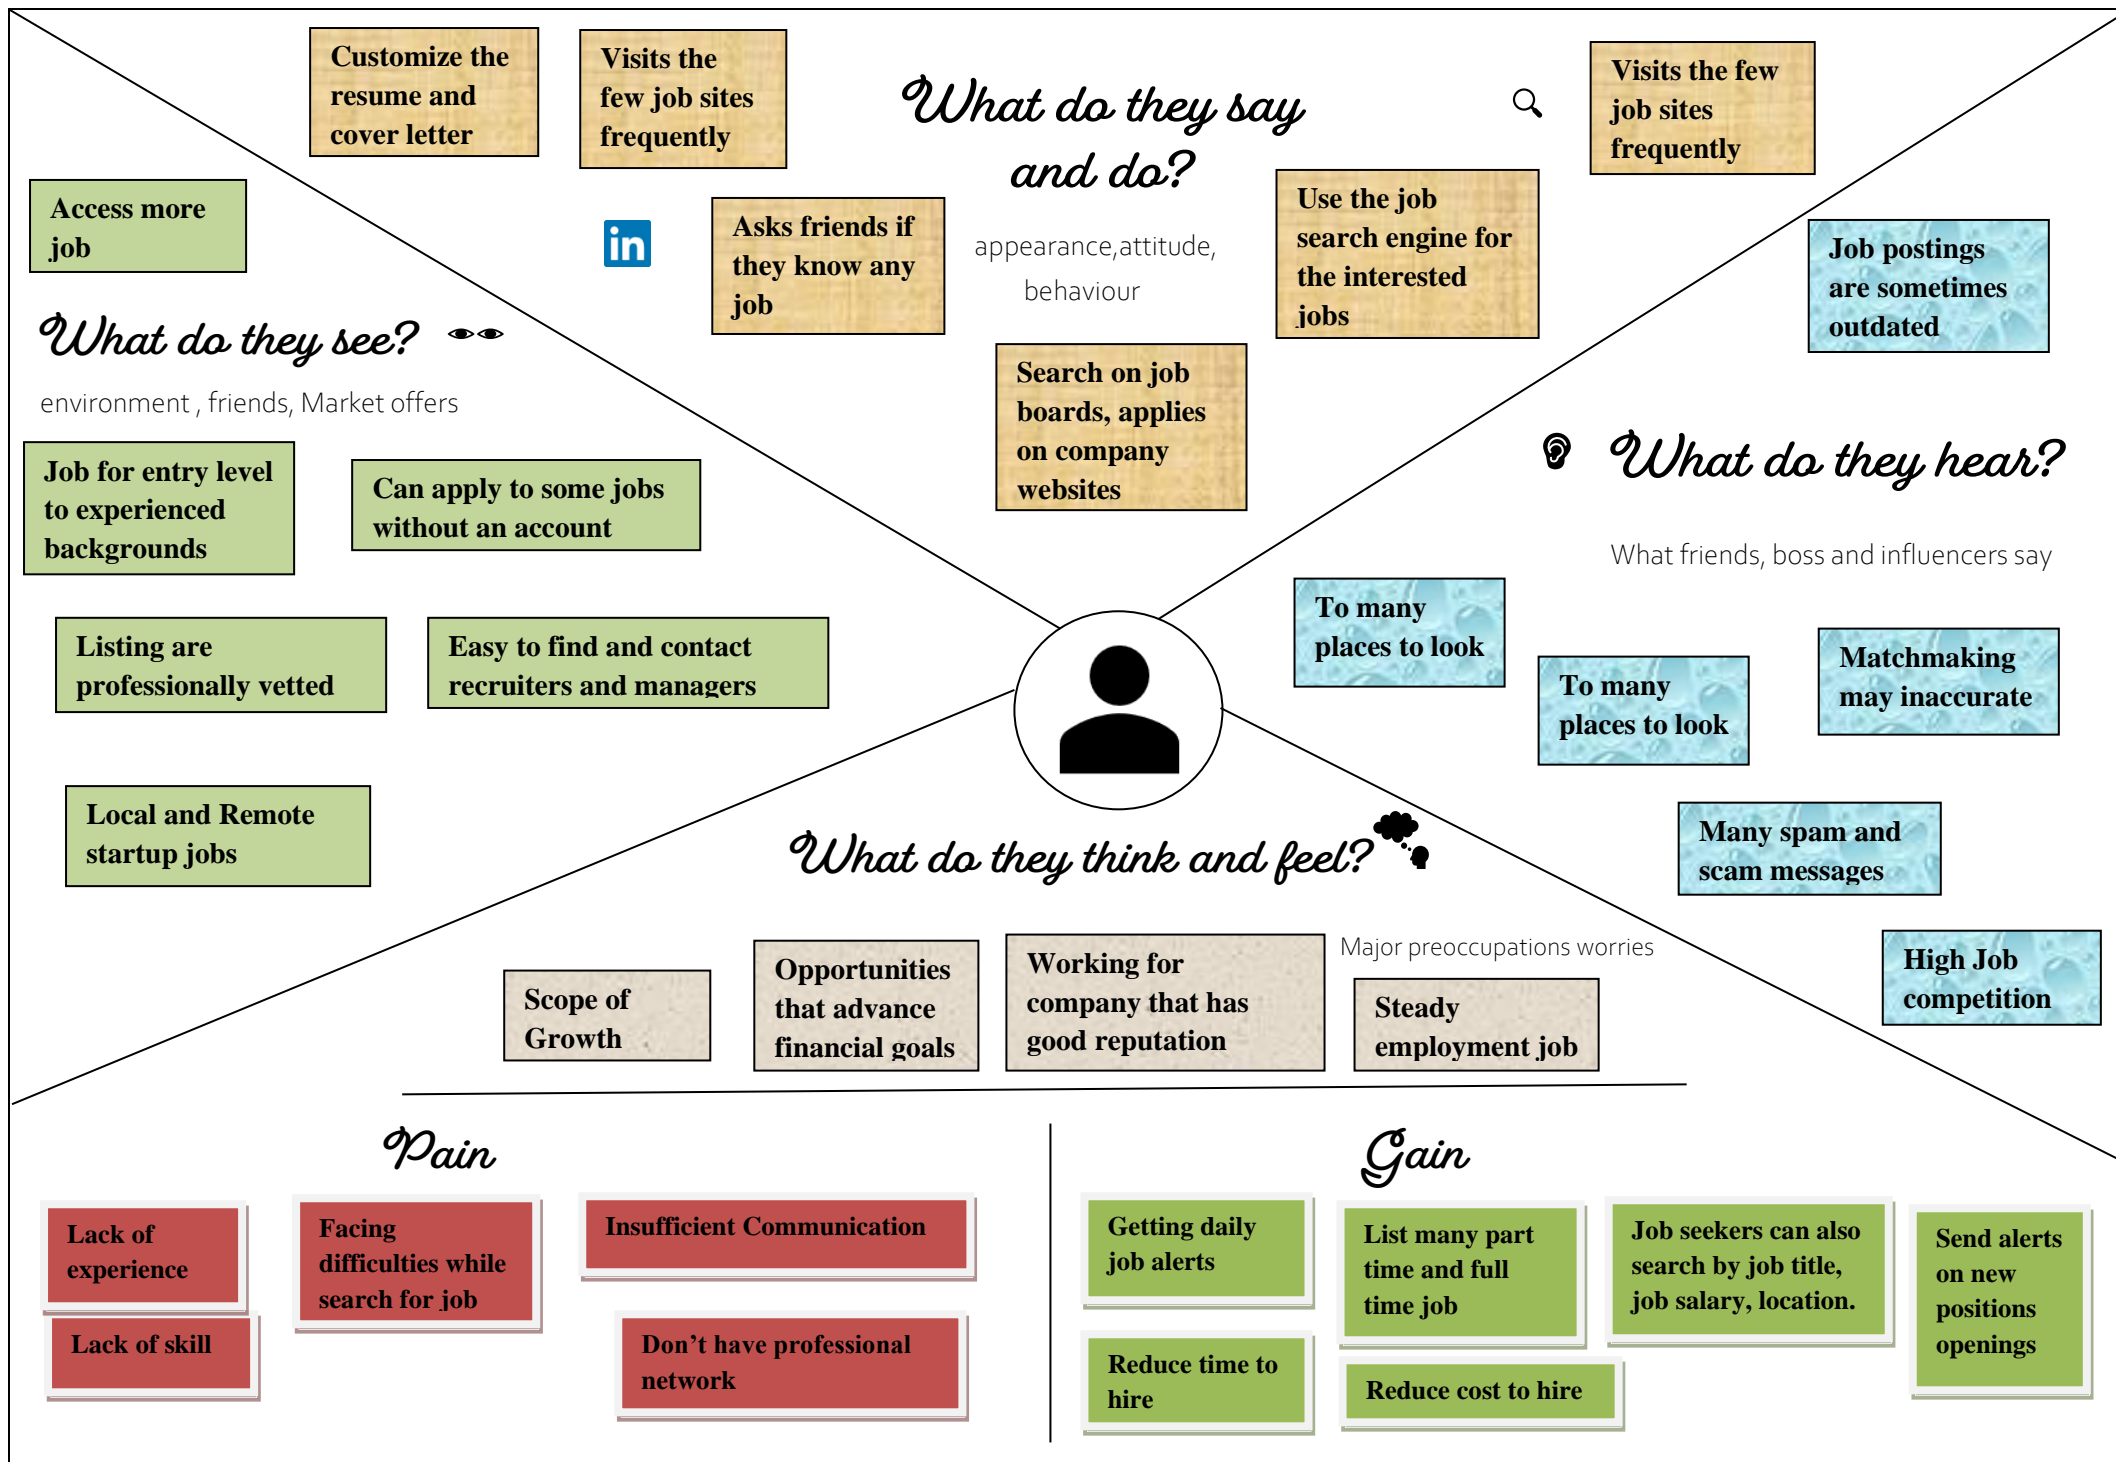 Customize the
resume and
cover letter
Visits the
few job sites
frequently
What do they say
and do?
appearance,attitude,
behaviour
Visits the few
job sites
frequently
in
Asks friends if
they know any
job
Use the job
search engine for
the interested
jobs
Search on job
boards, applies
on company
websites
Access more
job
What do they see?
environment , friends, Market offers
Job for entry level
to experienced
backgrounds
Can apply to some jobs
without an account
Listing are
professionally vetted
Easy to find and contact
recruiters and managers
Local and Remote
startup jobs
Job postings
are sometimes
outdated
What do they hear?
What friends, boss and influencers say
To many
places to look
To many
places to look
Matchmaking
may inaccurate
Many spam and
scam messages
High Job
competition
What do they think and feel?
Major preoccupations worries
Scope of
Growth
Opportunities
that advance
financial goals
Working for
company that has
good reputation
Steady
employment job
Pain
Lack of
experience
Lack of skill
Facing
difficulties while
search for job
Insufficient Communication
Don't have professional
network
Gain
Getting daily
job alerts
List many part
time and full
time job
Job seekers can also
search by job title,
job salary, location.
Send alerts
on new
positions
openings
Reduce time to
hire
Reduce cost to hire